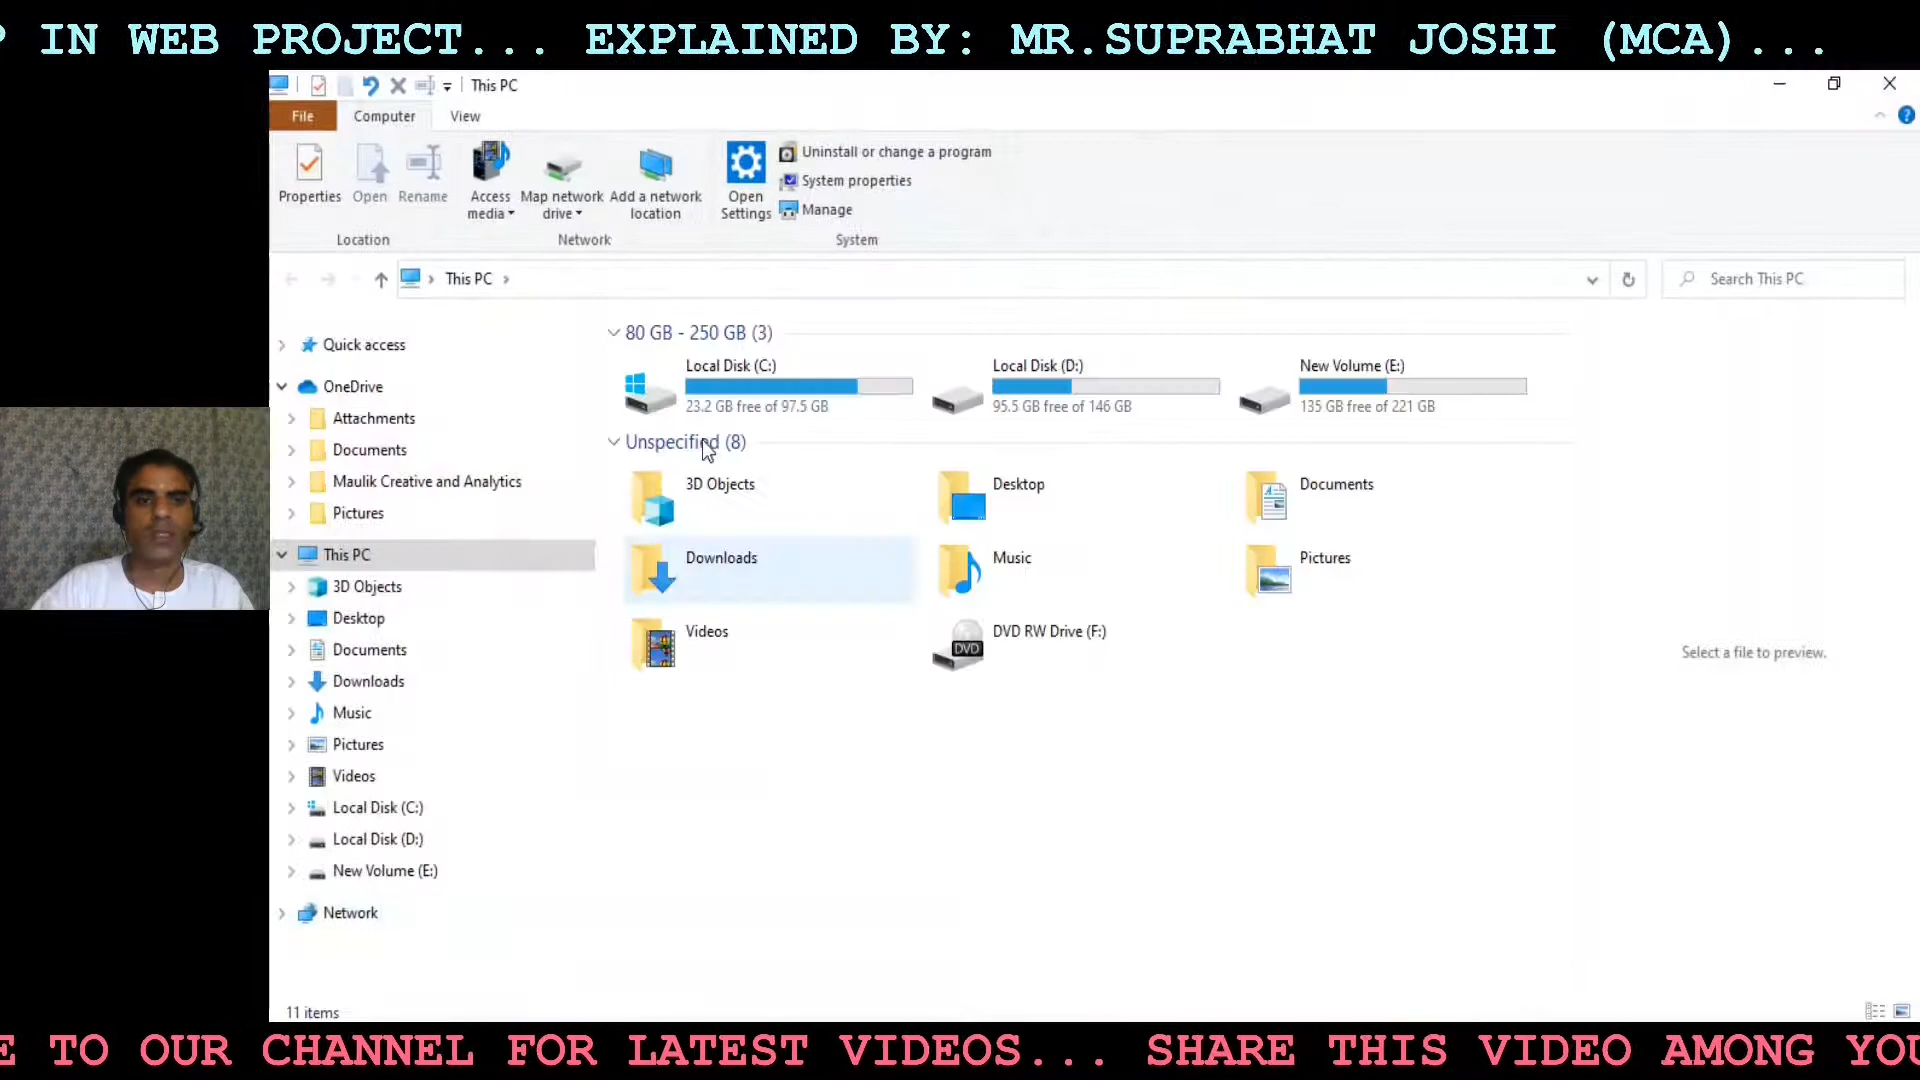 P IN WEB PROJECT... EXPLAINED BY: MR.SUPRABHAT JOSHI (MCA)...
This PC
File Computer View
Properties Open Rename
Access media
Map network drive
Add a network location
Open Settings
Uninstall or change a program
System properties
Manage
Location Network System
This PC
Search This PC
Quick access
OneDrive
Attachments
Documents
Maulik Creative and Analytics
Pictures
This PC
3D Objects
Desktop
Documents
Downloads
Music
Pictures
Videos
Local Disk (C:)
Local Disk (D:)
New Volume (E:)
Network
80 GB - 250 GB (3)
Local Disk (C:)
23.2 GB free of 97.5 GB
Local Disk (D:)
95.5 GB free of 146 GB
New Volume (E:)
135 GB free of 221 GB
Unspecified (8)
3D Objects
Desktop
Documents
Downloads
Music
Pictures
Videos
DVD
DVD RW Drive (F:)
Select a file to preview.
11 items
E TO OUR CHANNEL FOR LATEST VIDEOS... SHARE THIS VIDEO AMONG YOU